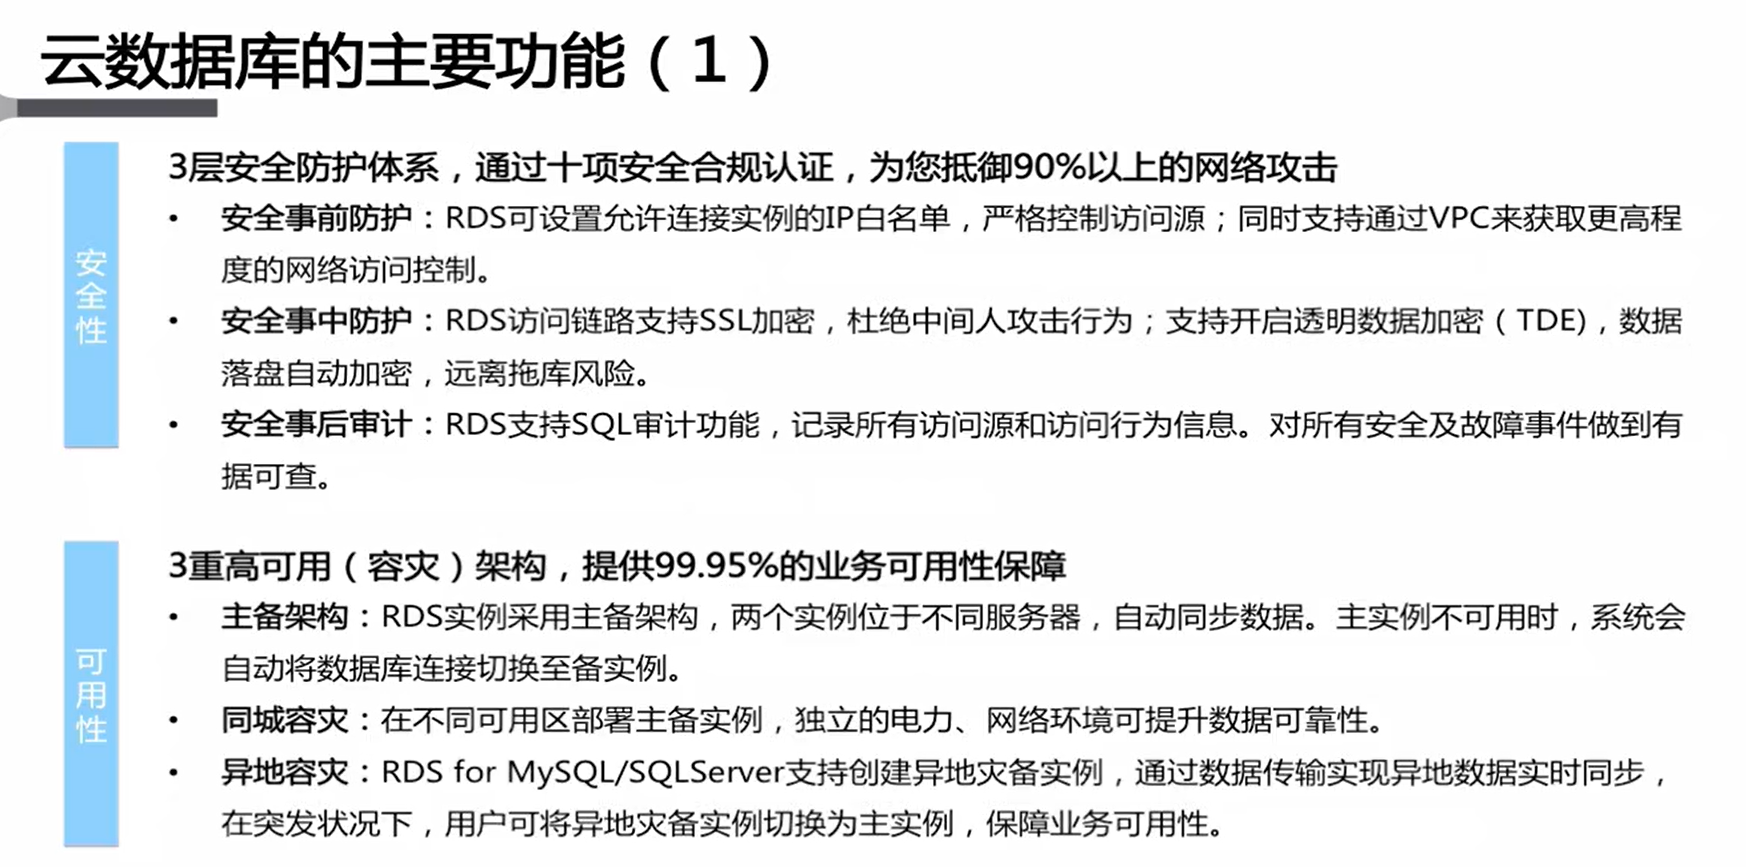 云数据库的主要功能（1）
安全性
3层安全防护体系，通过十项安全合规认证，为您抵御90%以上的网络攻击
• 安全事前防护：RDS可设置允许连接实例的IP白名单，严格控制访问源；同时支持通过VPC来获取更高程
度的网络访问控制。
• 安全事中防护：RDS访问链路支持SSL加密，杜绝中间人攻击行为；支持开启透明数据加密（TDE)，数据
落盘自动加密，远离拖库风险。
• 安全事后审计：RDS支持SQL审计功能，记录所有访问源和访问行为信息。对所有安全及故障事件做到有
据可查。
可用性
3重高可用（容灾）架构，提供99.95%的业务可用性保障
• 主备架构：RDS实例采用主备架构，两个实例位于不同服务器，自动同步数据。主实例不可用时，系统会
自动将数据库连接切换至备实例。
• 同城容灾：在不同可用区部署主备实例，独立的电力、网络环境可提升数据可靠性。
• 异地容灾：RDS for MySQL/SQLServer支持创建异地灾备实例，通过数据传输实现异地数据实时同步，
在突发状况下，用户可将异地灾备实例切换为主实例，保障业务可用性。